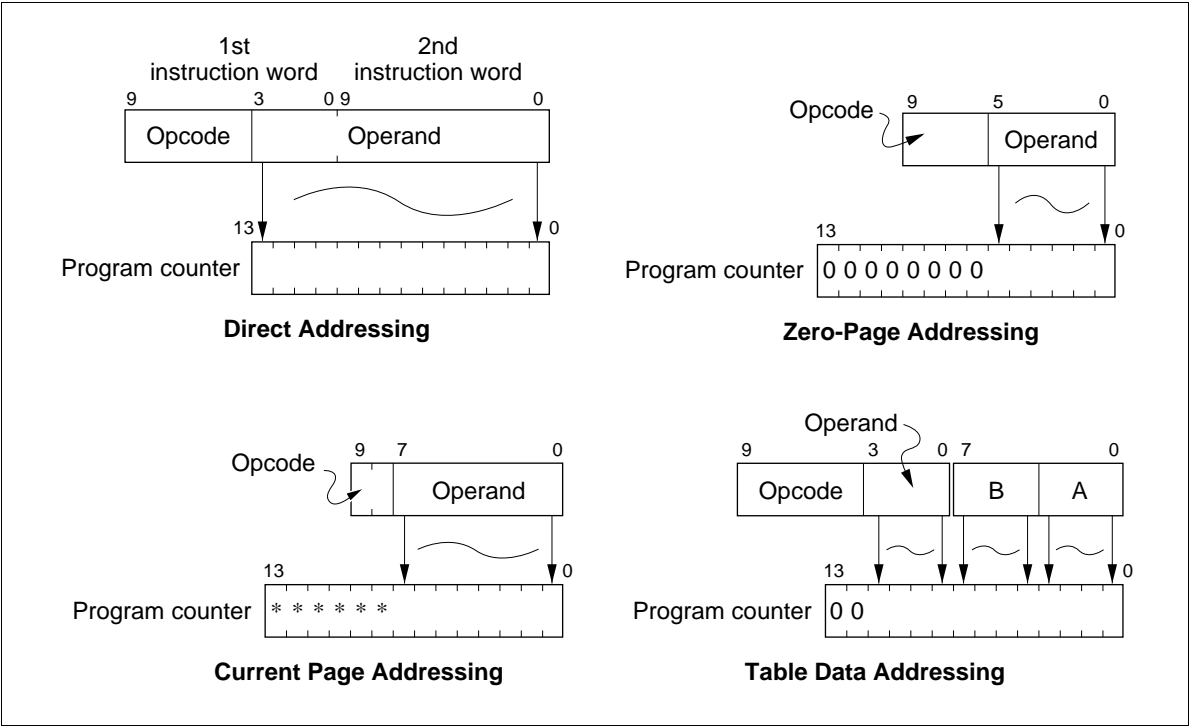 1st
instruction word
2nd
instruction word
9 3 0 9 0
Opcode Operand
13 0
Program counter
Direct Addressing
9 5 0
Opcode
Operand
13 0
Program counter 0 0 0 0 0 0 0 0
Zero-Page Addressing
9 7 0
Opcode
Operand
13 0
Program counter * * * * * *
Current Page Addressing
Operand
9 3 0 7 0
Opcode B A
13 0
Program counter 0 0
Table Data Addressing